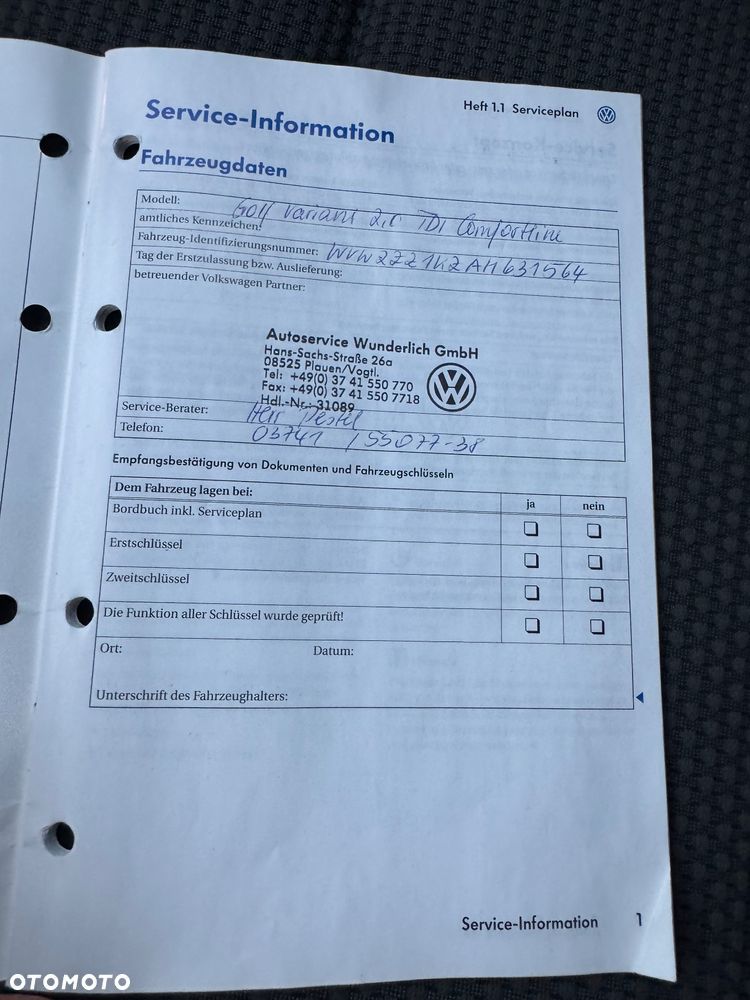 Heft 1.1 Serviceplan
Service-Information
Fahrzeugdaten
Modell: Golf Variant 2,0 TDI Comfortline
amtliches Kennzeichen:
Fahrzeug-Identifizierungsnummer: WVWZZZ1KZAM631564
Tag der Erstzulassung bzw. Auslieferung:
betreuender Volkswagen Partner:
Autoservice Wunderlich GmbH
Hans-Sachs-Straße 26a
08525 Plauen/Vogtl.
Tel: +49(0) 37 41 550 770
Fax: +49(0) 37 41 550 7718
Hdl.-Nr.: 31089
Service-Berater: Herr
Telefon: 03741 / 55077-38
Empfangsbestätigung von Dokumenten und Fahrzeugschlüsseln
Dem Fahrzeug lagen bei: ja nein
Bordbuch inkl. Serviceplan
Erstschlüssel
Zweitschlüssel
Die Funktion aller Schlüssel wurde geprüft!
Ort: Datum:
Unterschrift des Fahrzeughalters:
Service-Information 1
OTOMOTO